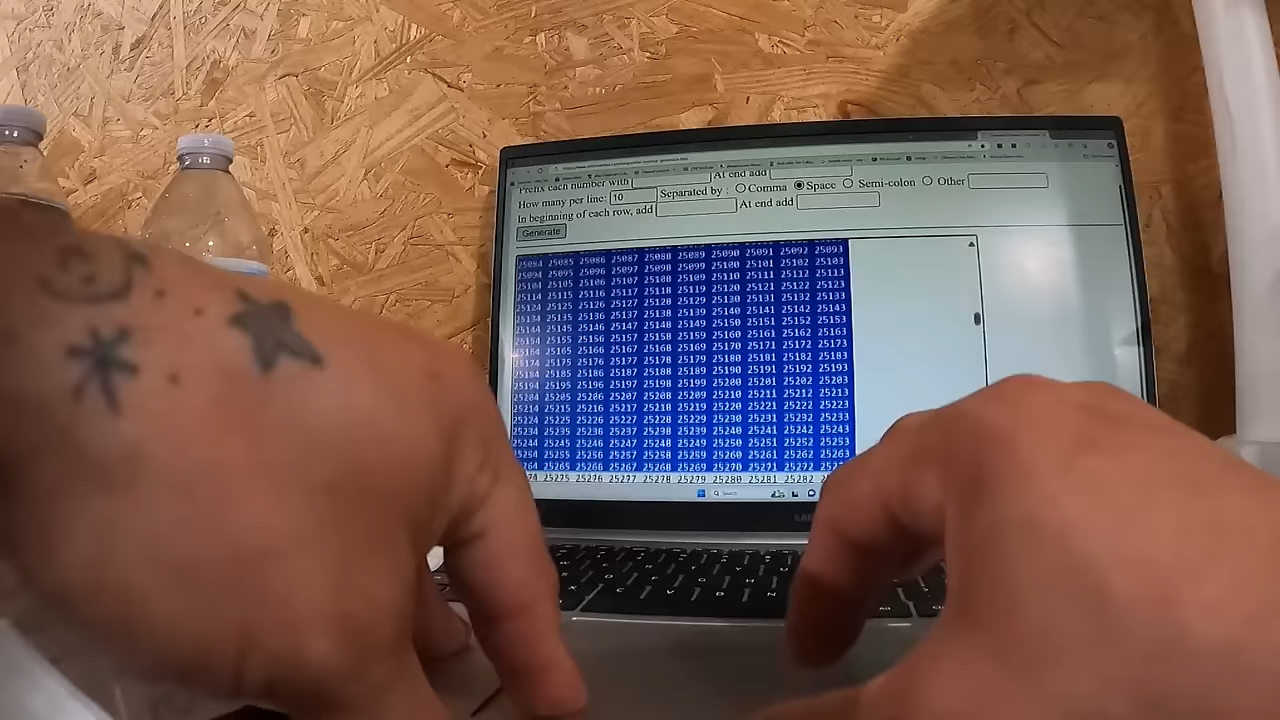 Prefix each number with At end add
How many per line: 10 Separated by : Comma Space Semi-colon Other
In beginning of each row, add At end add
Generate
25084 25085 25086 25087 25088 25089 25090 25091 25092 25093
25094 25095 25096 25097 25098 25099 25100 25101 25102 25103
25104 25105 25106 25107 25108 25109 25110 25111 25112 25113
25114 25115 25116 25117 25118 25119 25120 25121 25122 25123
25124 25125 25126 25127 25128 25129 25130 25131 25132 25133
25134 25135 25136 25137 25138 25139 25140 25141 25142 25143
25144 25145 25146 25147 25148 25149 25150 25151 25152 25153
25154 25155 25156 25157 25158 25159 25160 25161 25162 25163
25164 25165 25166 25167 25168 25169 25170 25171 25172 25173
25174 25175 25176 25177 25178 25179 25180 25181 25182 25183
25184 25185 25186 25187 25188 25189 25190 25191 25192 25193
25194 25195 25196 25197 25198 25199 25200 25201 25202 25203
25204 25205 25206 25207 25208 25209 25210 25211 25212 25213
25214 25215 25216 25217 25218 25219 25220 25221 25222 25223
25224 25225 25226 25227 25228 25229 25230 25231 25232 25233
25234 25235 25236 25237 25238 25239 25240 25241 25242 25243
25244 25245 25246 25247 25248 25249 25250 25251 25252 25253
25254 25255 25256 25257 25258 25259 25260 25261 25262 25263
264 25265 25266 25267 25268 25269 25270 25271 25272 2527
74 25275 25276 25277 25278 25279 25280 25281 25282
Search
X C V B N
Alt